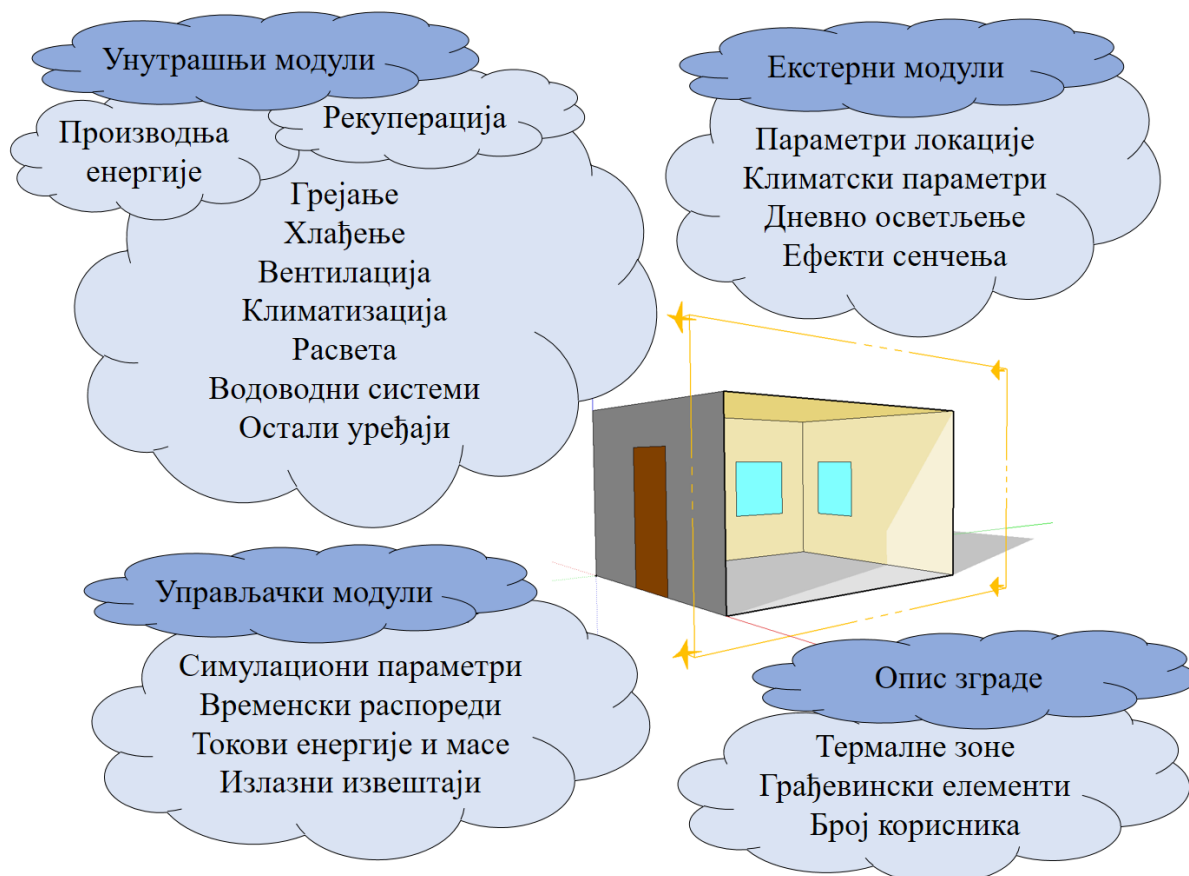 Унутрашњи модули
Производња
енергије
Рекуперација
Грејање
Хлађење
Вентилација
Климатизација
Расвета
Водоводни системи
Остали уређаји
Екстерни модули
Параметри локације
Климатски параметри
Дневно осветљење
Ефекти сенчења
Управљачки модули
Симулациони параметри
Временски распореди
Токови енергије и масе
Излазни извештаји
Опис зграде
Термалне зоне
Грађевински елементи
Број корисника